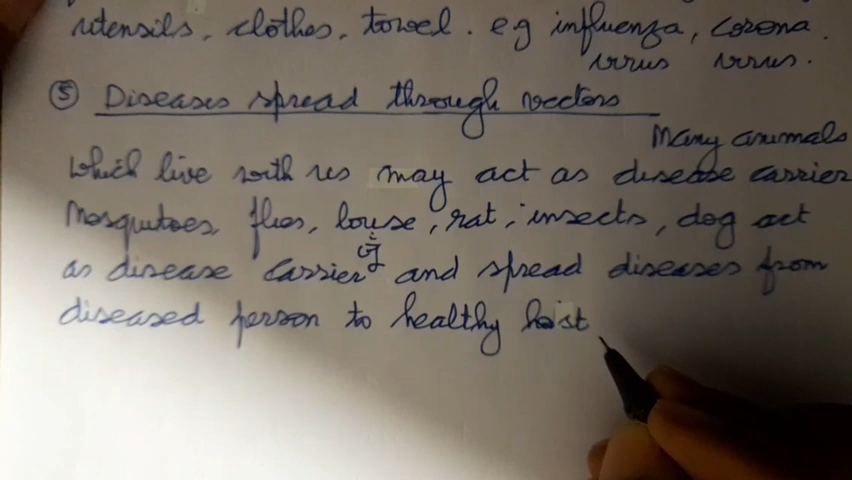 utensils, clothes, towel. eg influenza, corona.
virus virus.
⑤ Diseases spread through vectors
Many animals
which live with us may act as disease carrier
Mosquitoes, flies, louse, rat, insects, dog act
जूँ
as disease carrier and spread diseases from
diseased person to healthy host